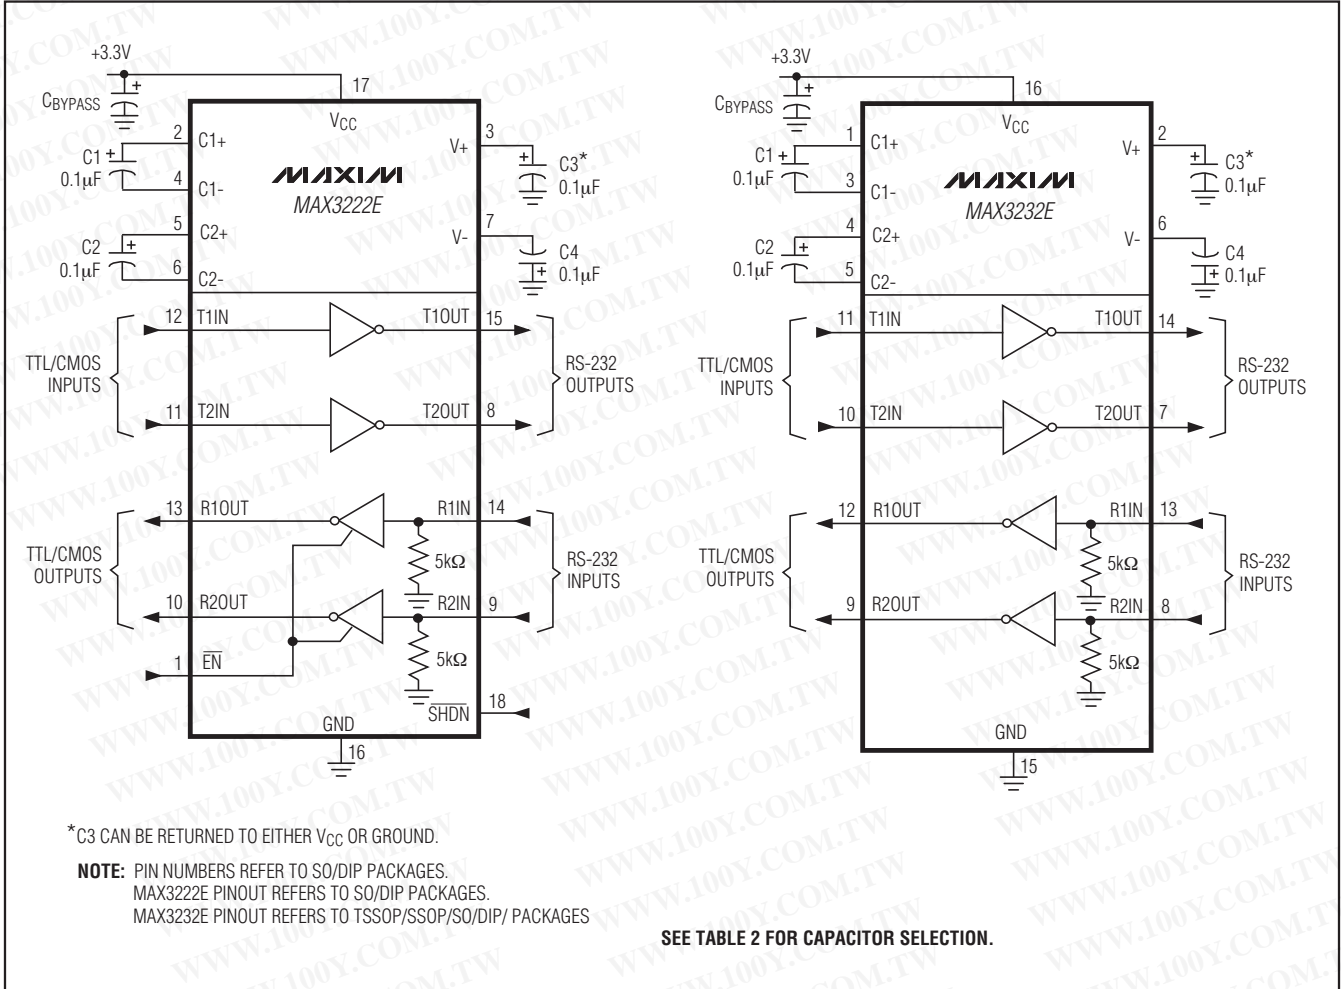 +3.3V
CBYPASS
17
VCC
2
C1+
C1
+
0.1µF
4
C1-
5
C2+
C2
+
0.1µF
6
C2-
MAXIM
MAX3222E
3
V+
+
C3*
0.1µF
7
V-
C4
+
0.1µF
12
T1IN
T1OUT
15
TTL/CMOS
INPUTS
RS-232
OUTPUTS
11
T2IN
T2OUT
8
13
R1OUT
R1IN
14
5kΩ
TTL/CMOS
OUTPUTS
RS-232
INPUTS
10
R2OUT
R2IN
9
5kΩ
1
EN
SHDN
18
GND
16
+3.3V
+
CBYPASS
16
VCC
1
C1+
C1
+
0.1µF
3
C1-
4
C2+
C2
+
0.1µF
5
C2-
MAXIM
MAX3232E
2
V+
+
C3*
0.1µF
6
V-
C4
+
0.1µF
11
T1IN
T1OUT
14
TTL/CMOS
INPUTS
RS-232
OUTPUTS
10
T2IN
T2OUT
7
12
R1OUT
R1IN
13
5kΩ
TTL/CMOS
OUTPUTS
RS-232
INPUTS
9
R2OUT
R2IN
8
5kΩ
GND
15
*C3 CAN BE RETURNED TO EITHER VCC OR GROUND.
NOTE: PIN NUMBERS REFER TO SO/DIP PACKAGES.
MAX3222E PINOUT REFERS TO SO/DIP PACKAGES.
MAX3232E PINOUT REFERS TO TSSOP/SSOP/SO/DIP/ PACKAGES
SEE TABLE 2 FOR CAPACITOR SELECTION.
WWW.100Y.COM.TW